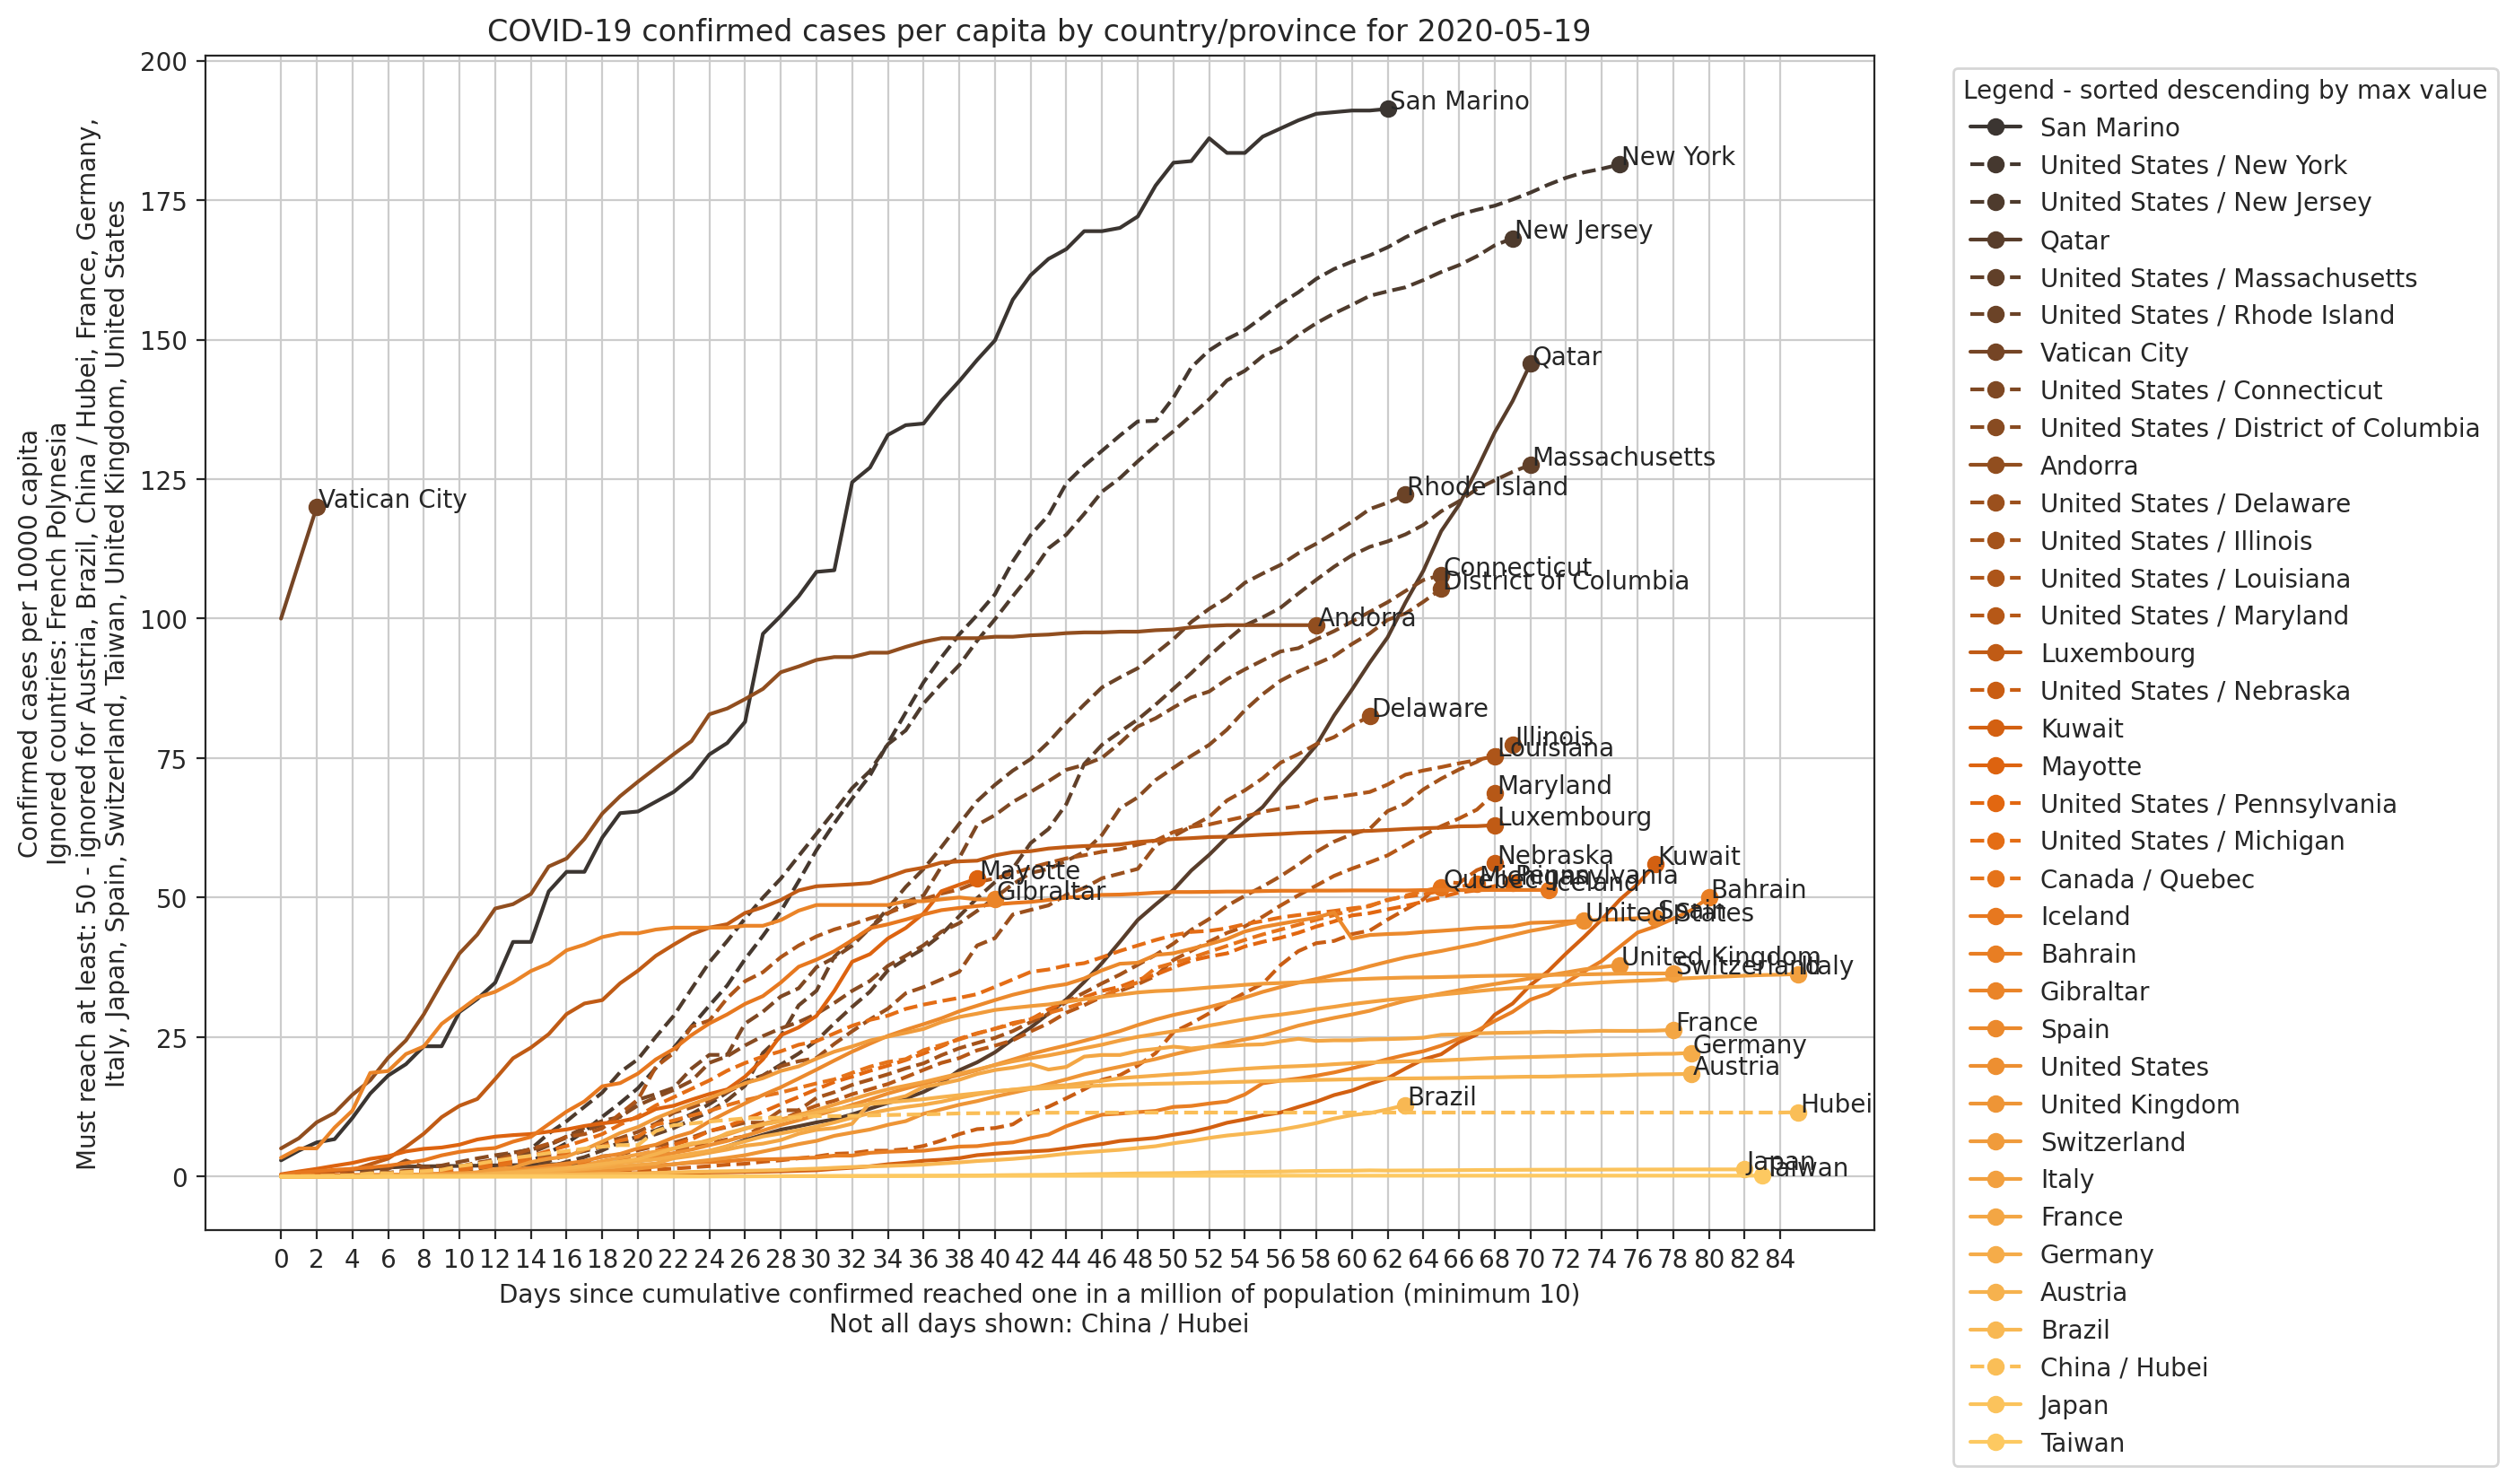 COVID-19 confirmed cases per capita by country/province for 2020-05-19
Confirmed cases per 10000 capita
Ignored countries: French Polynesia
Must reach at least: 50 - ignored for Austria, Brazil, China / Hubei, France, Germany,
Italy, Japan, Spain, Switzerland, Taiwan, United Kingdom, United States
200
175
150
125
100
75
50
25
0
San Marino
New York
New Jersey
Qatar
Massachusetts
Rhode Island
Vatican City
Connecticut
District of Columbia
Andorra
Delaware
Illinois
Louisiana
Maryland
Luxembourg
Nebraska
Kuwait
Mayotte
Pennsylvania
Michigan
Quebec
Iceland
Bahrain
Gibraltar
Spain
United States
United Kingdom
Switzerland
Italy
France
Germany
Austria
Brazil
Hubei
Japan
Taiwan
0 2 4 6 8 10 12 14 16 18 20 22 24 26 28 30 32 34 36 38 40 42 44 46 48 50 52 54 56 58 60 62 64 66 68 70 72 74 76 78 80 82 84
Days since cumulative confirmed reached one in a million of population (minimum 10)
Not all days shown: China / Hubei
Legend - sorted descending by max value
San Marino
United States / New York
United States / New Jersey
Qatar
United States / Massachusetts
United States / Rhode Island
Vatican City
United States / Connecticut
United States / District of Columbia
Andorra
United States / Delaware
United States / Illinois
United States / Louisiana
United States / Maryland
Luxembourg
United States / Nebraska
Kuwait
Mayotte
United States / Pennsylvania
United States / Michigan
Canada / Quebec
Iceland
Bahrain
Gibraltar
Spain
United States
United Kingdom
Switzerland
Italy
France
Germany
Austria
Brazil
China / Hubei
Japan
Taiwan